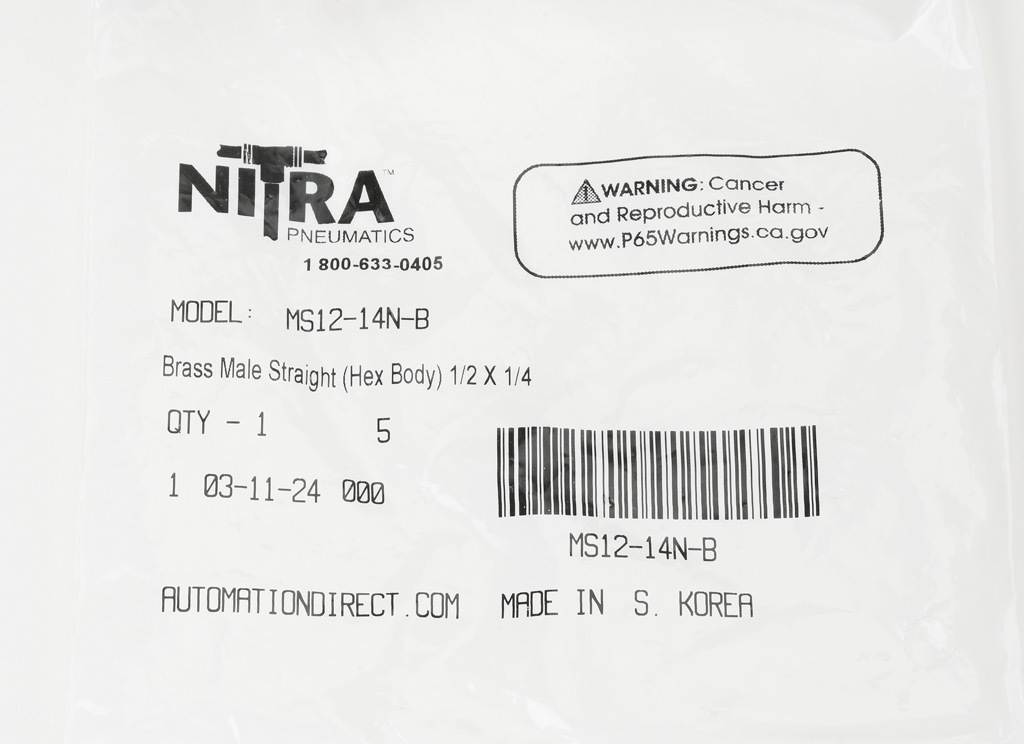 NITRA™
PNEUMATICS
1 800-633-0405
WARNING: Cancer
and Reproductive Harm -
www.P65Warnings.ca.gov
MODEL: MS12-14N-B
Brass Male Straight (Hex Body) 1/2 X 1/4
QTY - 1 5
1 03-11-24 000
MS12-14N-B
AUTOMATIONDIRECT.COM MADE IN S. KOREA